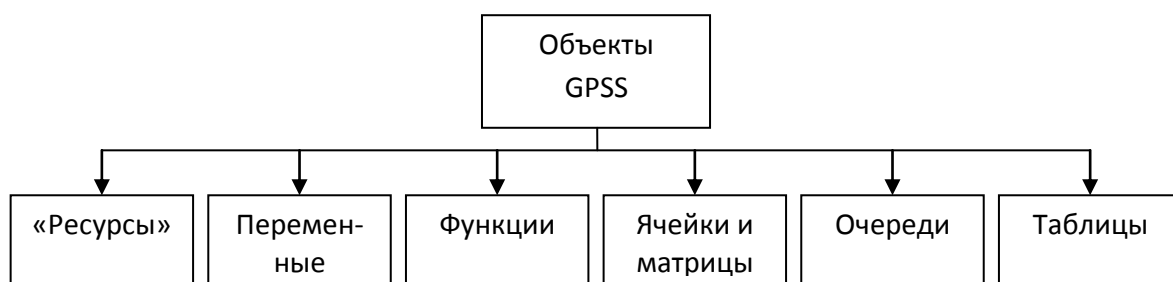 Объекты
GPSS
«Ресурсы»
Перемен-
ные
Функции
Ячейки и
матрицы
Очереди
Таблицы